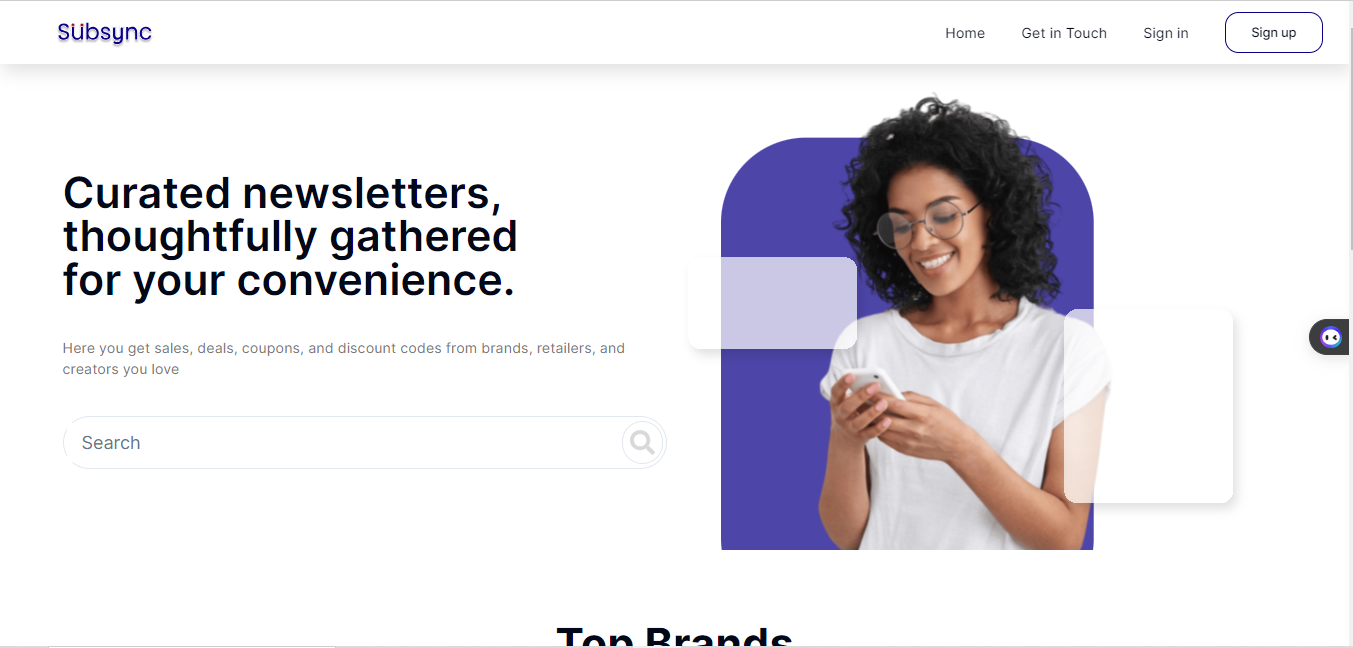 Sübsync
Home
Get in Touch
Sign in
Sign up
Curated newsletters,
thoughtfully gathered
for your convenience.
Here you get sales, deals, coupons, and discount codes from brands, retailers, and
creators you love
Search
Top Brands